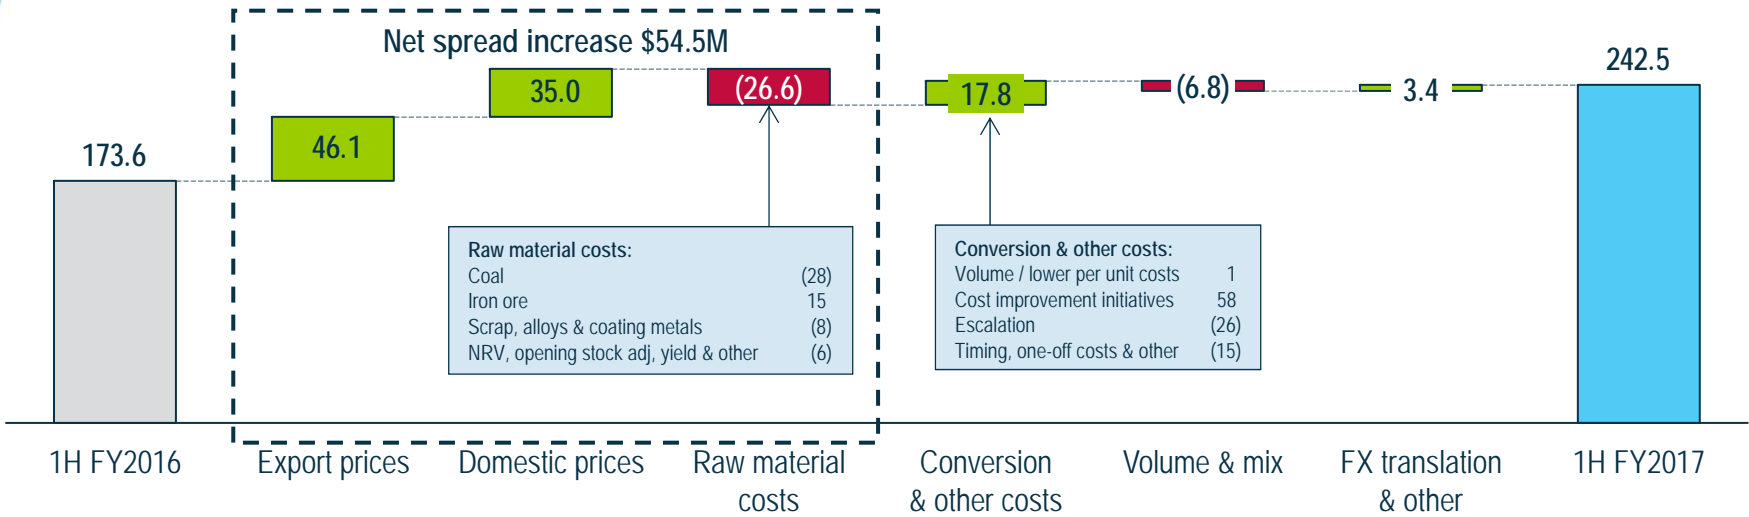 Net spread increase $54.5M
173.6
46.1
35.0
(26.6)
17.8
(6.8)
3.4
242.5
Raw material costs:
Coal (28)
Iron ore 15
Scrap, alloys & coating metals (8)
NRV, opening stock adj, yield & other (6)
Conversion & other costs:
Volume / lower per unit costs 1
Cost improvement initiatives 58
Escalation (26)
Timing, one-off costs & other (15)
1H FY2016
Export prices
Domestic prices
Raw material
costs
Conversion
& other costs
Volume & mix
FX translation
& other
1H FY2017